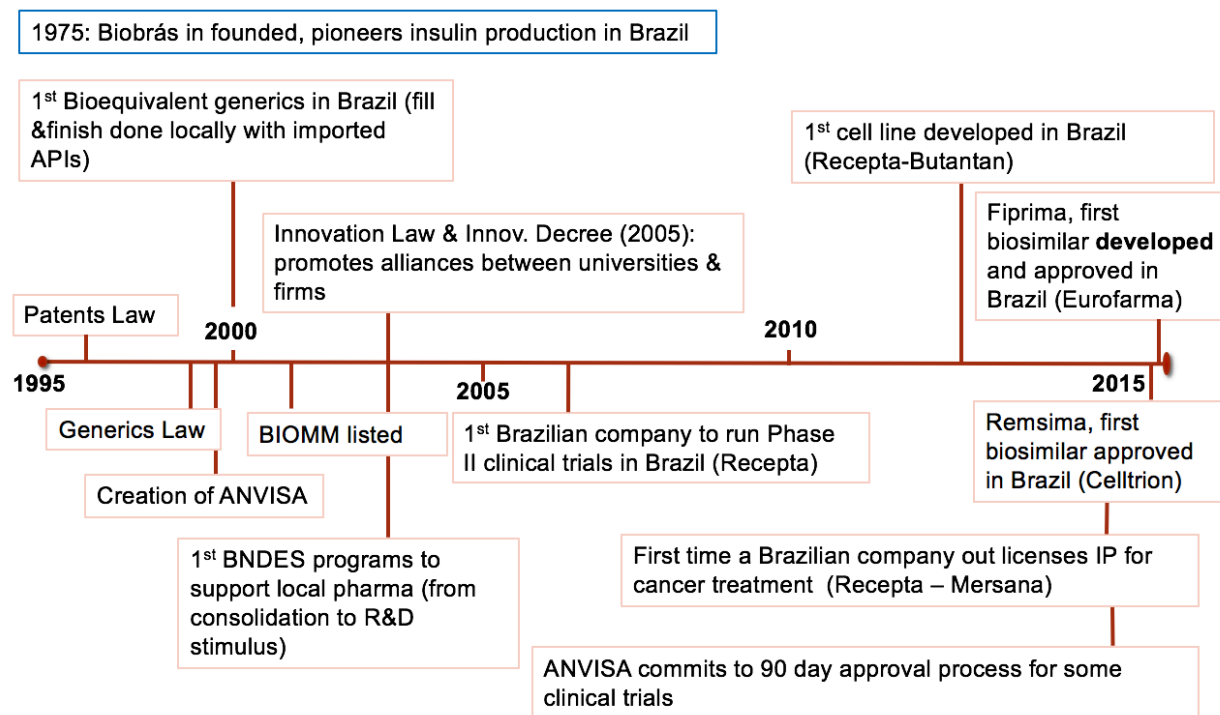 1975: Biobrás in founded, pioneers insulin production in Brazil
1st Bioequivalent generics in Brazil (fill
&finish done locally with imported
APIs)
1st cell line developed in Brazil
(Recepta-Butantan)
Innovation Law & Innov. Decree (2005):
promotes alliances between universities &
firms
Fiprima, first
biosimilar developed
and approved in
Brazil (Eurofarma)
Patents Law
2000
2010
1995
2005
2015
Generics Law
BIOMM listed
1st Brazilian company to run Phase
II clinical trials in Brazil (Recepta)
Remsima, first
biosimilar approved
in Brazil (Celltrion)
Creation of ANVISA
1st BNDES programs to
support local pharma (from
consolidation to R&D
stimulus)
First time a Brazilian company out licenses IP for
cancer treatment (Recepta – Mersana)
ANVISA commits to 90 day approval process for some
clinical trials